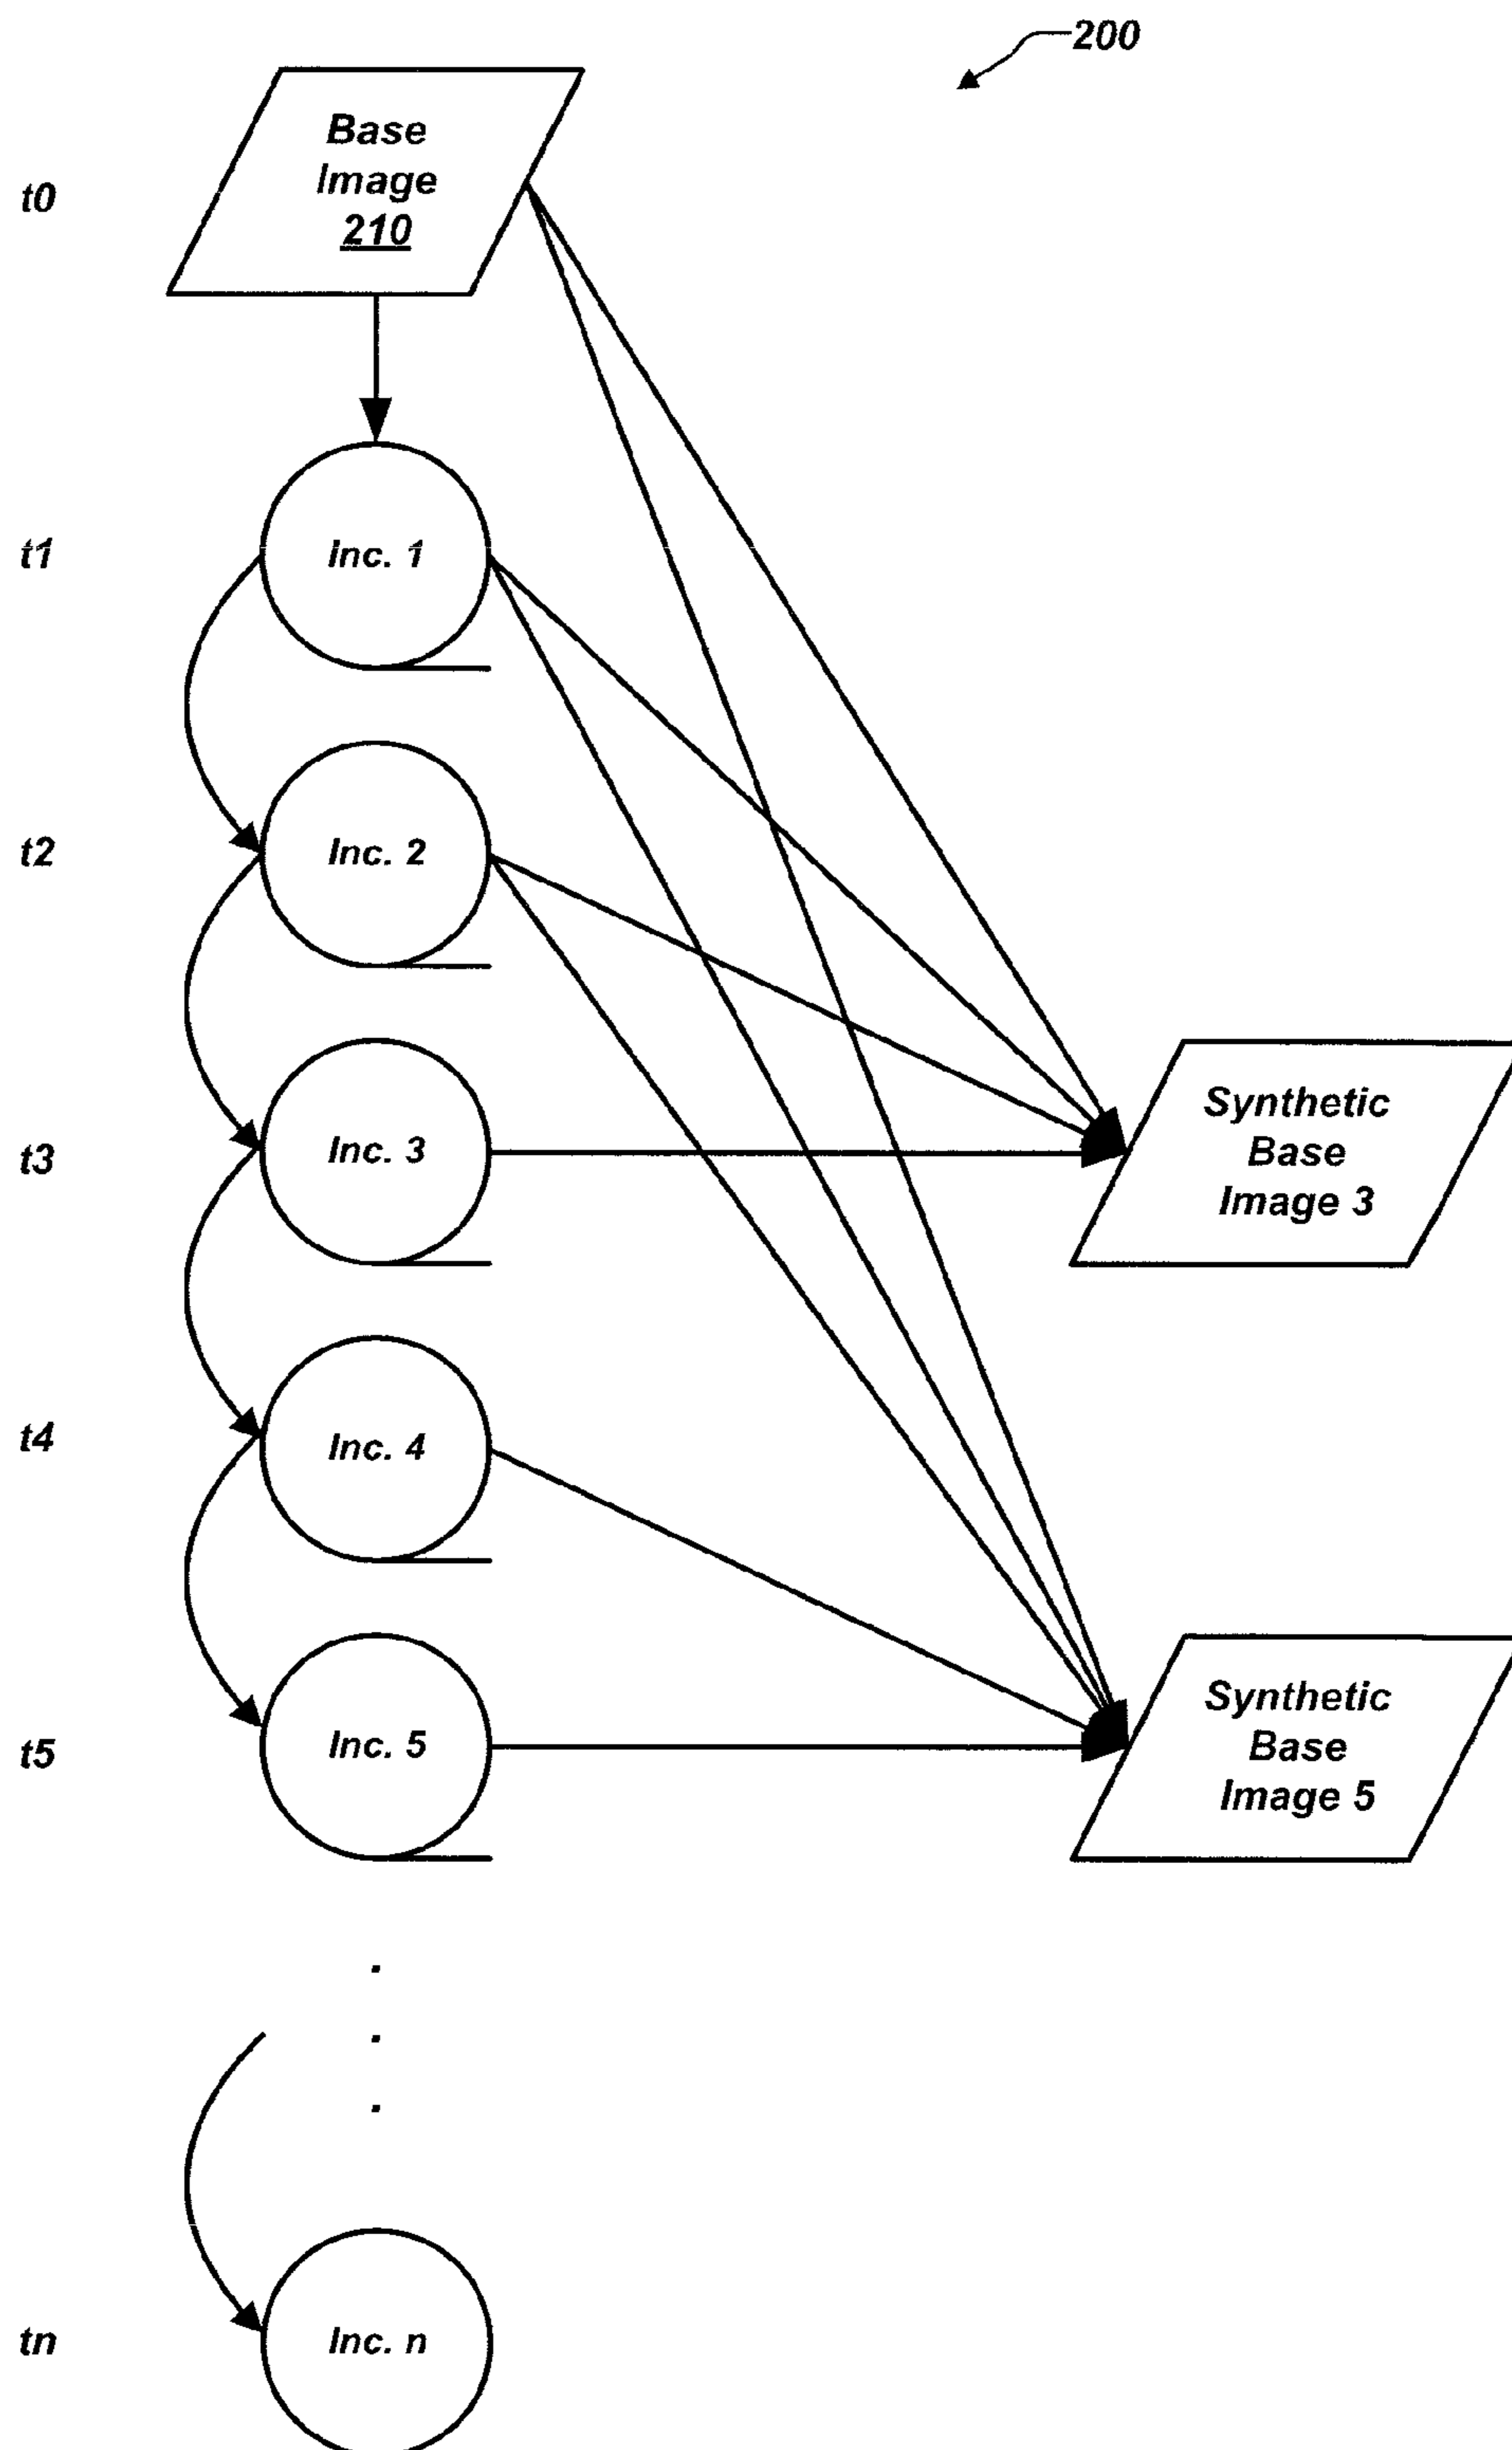 200
Base
Image
210
t0
t1
Inc. 1
t2
Inc. 2
t3
Inc. 3
Synthetic
Base
Image 3
t4
Inc. 4
t5
Inc. 5
Synthetic
Base
Image 5
.
.
.
tn
Inc. n